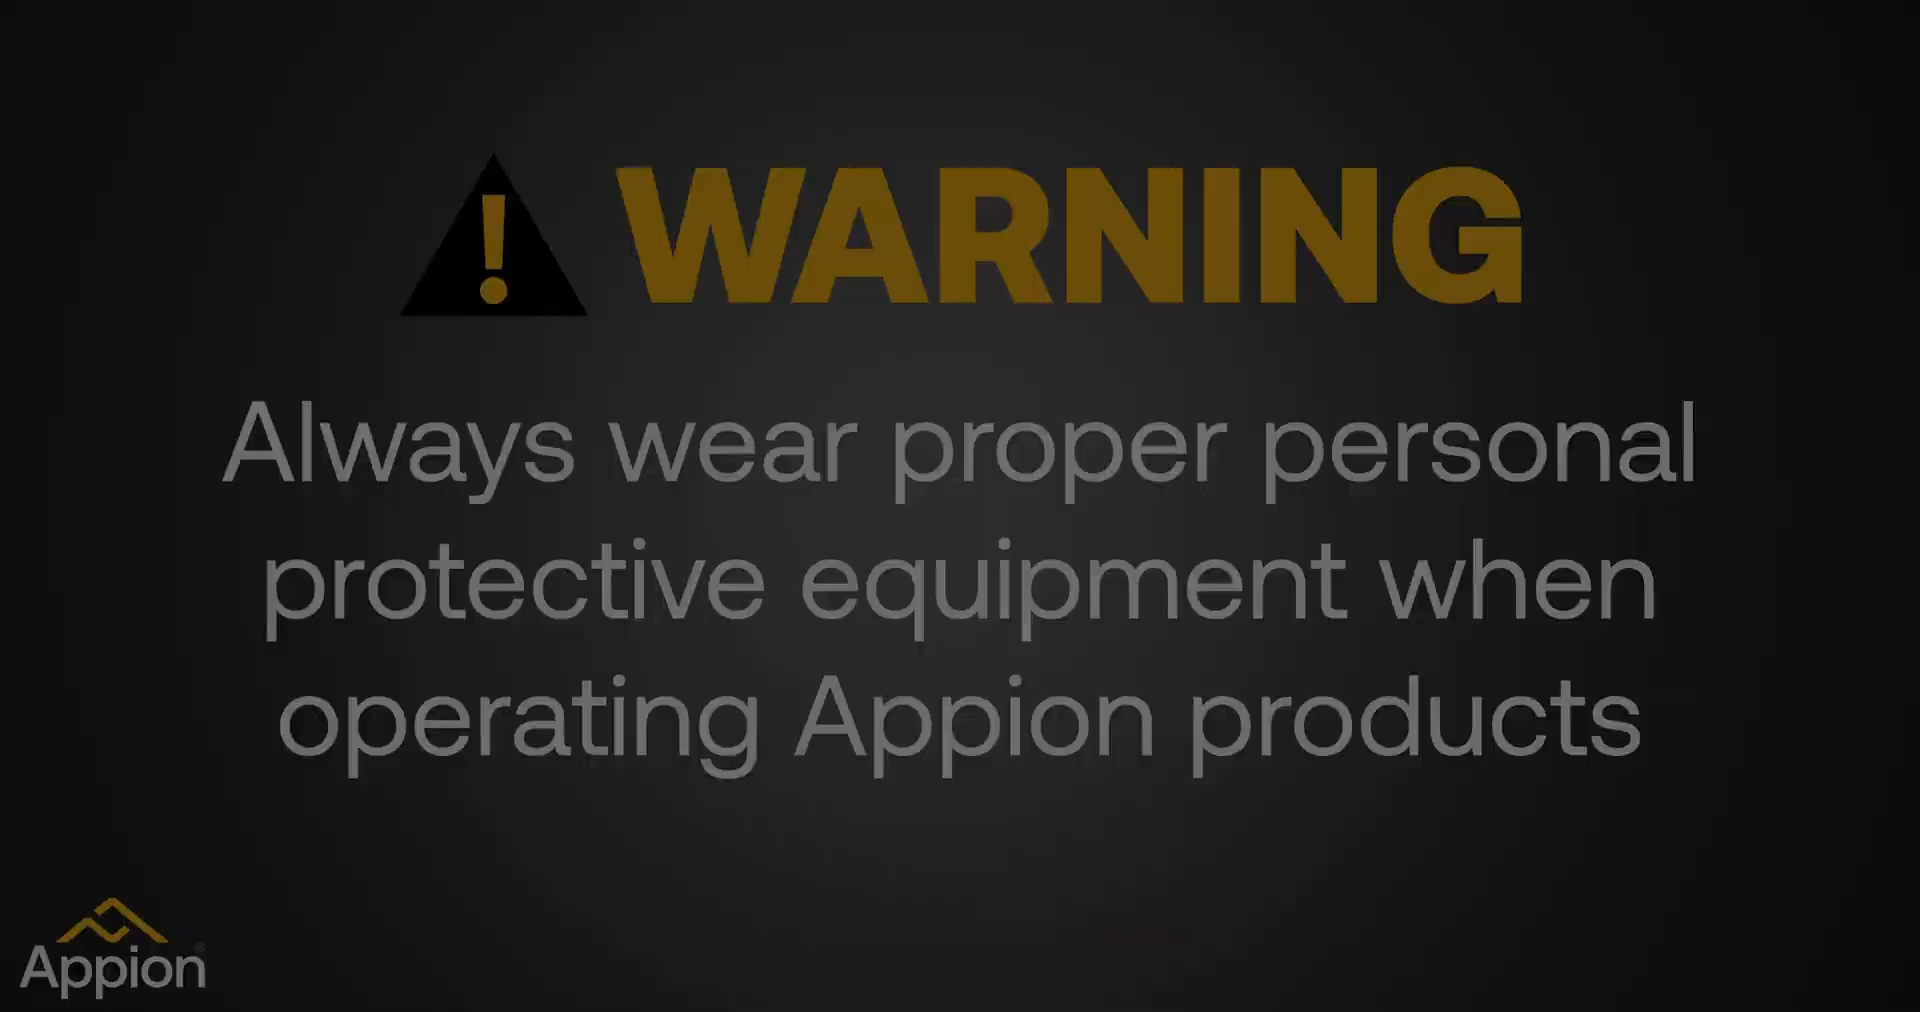 ! WARNING
Always wear proper personal
protective equipment when
operating Appion products
Appion